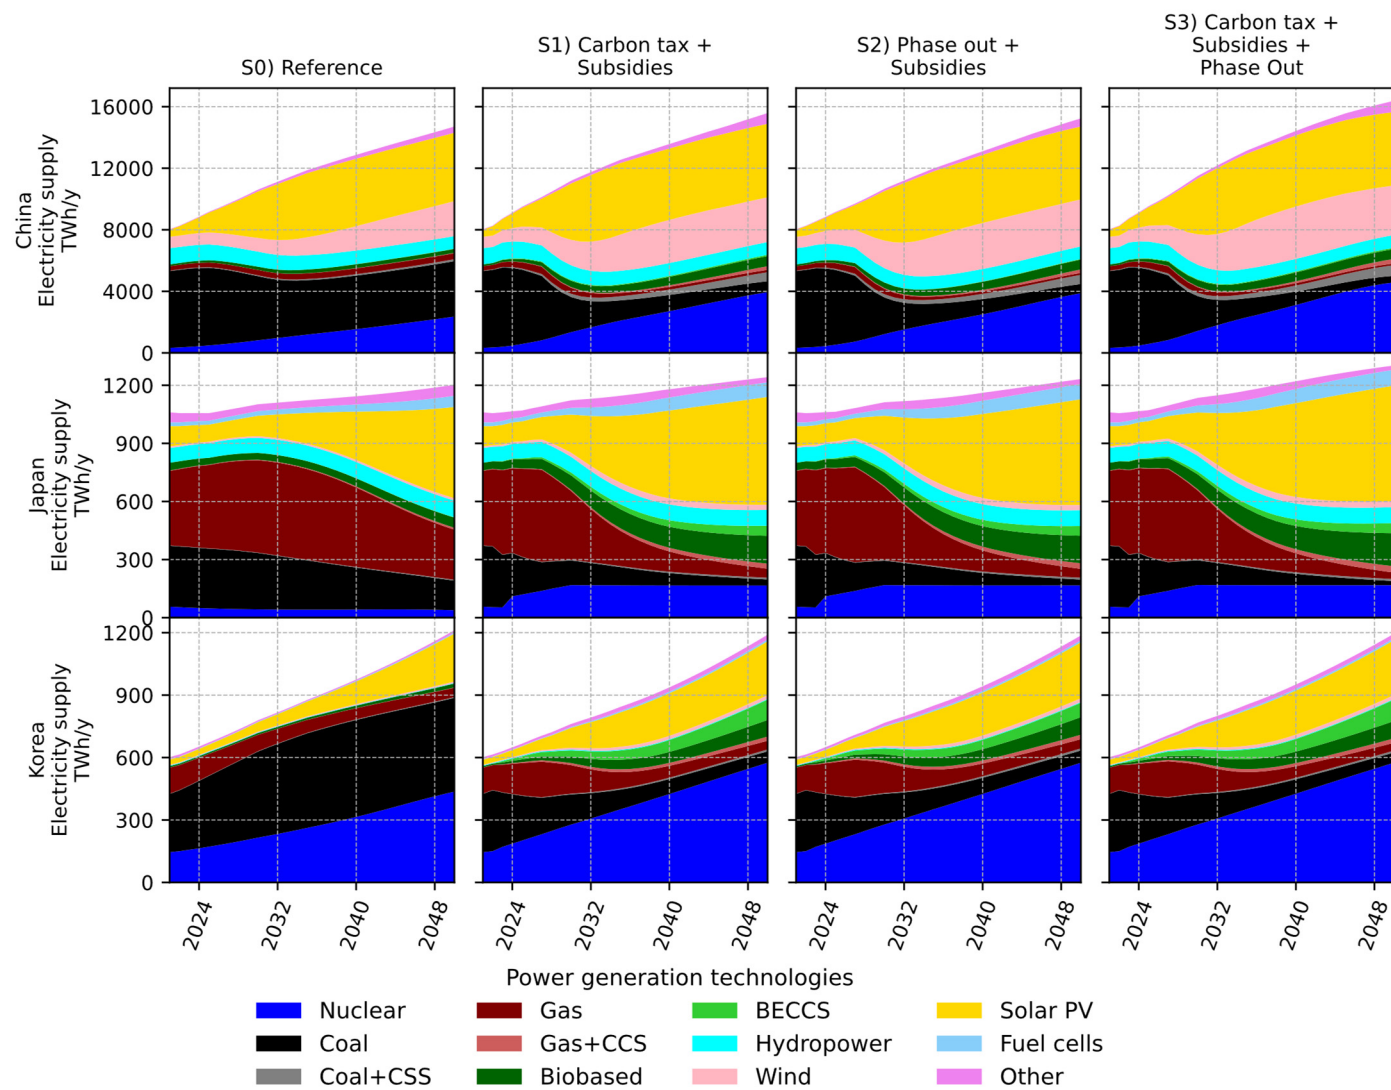 S0) Reference
S1) Carbon tax +
Subsidies
S2) Phase out +
Subsidies
S3) Carbon tax +
Subsidies +
Phase Out
China
Electricity supply
TWh/y
16000
12000
8000
4000
0
Japan
Electricity supply
TWh/y
1200
900
600
300
0
Korea
Electricity supply
TWh/y
1200
900
600
300
0
2024
2032
2040
2048
2024
2032
2040
2048
2024
2032
2040
2048
2024
2032
2040
2048
Power generation technologies
Nuclear
Coal
Coal+CSS
Gas
Gas+CCS
Biobased
BECCS
Hydropower
Wind
Solar PV
Fuel cells
Other